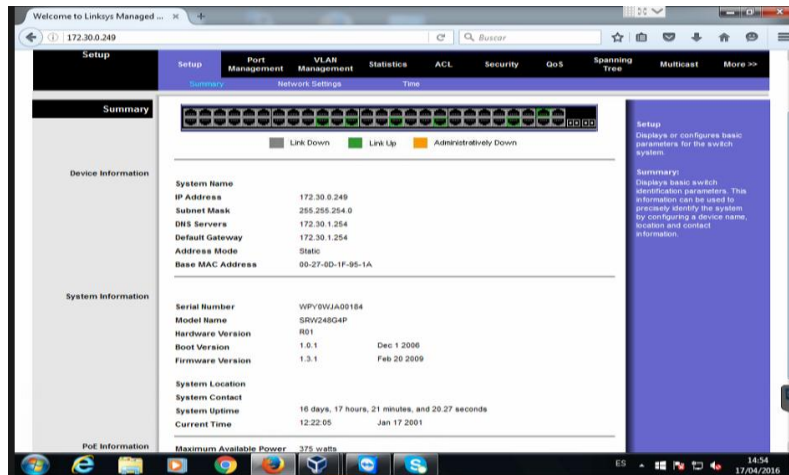 Welcome to Linksys Managed ...
172.30.0.249
Buscar
Setup
Setup Port Management VLAN Management Statistics ACL Security QoS Spanning Tree Multicast More >>
Summary Network Settings Time
Summary
Link Down Link Up Administratively Down
Device Information
System Name
IP Address 172.30.0.249
Subnet Mask 255.255.254.0
DNS Servers 172.30.1.254
Default Gateway 172.30.1.254
Address Mode Static
Base MAC Address 00-27-0D-1F-95-1A
System Information
Serial Number WPY0WJA00184
Model Name SRW248G4P
Hardware Version R01
Boot Version 1.0.1 Dec 1 2006
Firmware Version 1.3.1 Feb 20 2009
System Location
System Contact
System Uptime 16 days, 17 hours, 21 minutes, and 20.27 seconds
Current Time 12:22:05 Jan 17 2001
PoE Information
Maximum Available Power 375 watts
Setup
Displays or configures basic
parameters for the switch
system.
Summary:
Displays basic switch
identification parameters. This
information can be used to
precisely identify the system
by configuring a device name,
location and contact
information.
ES
14:54
17/04/2016